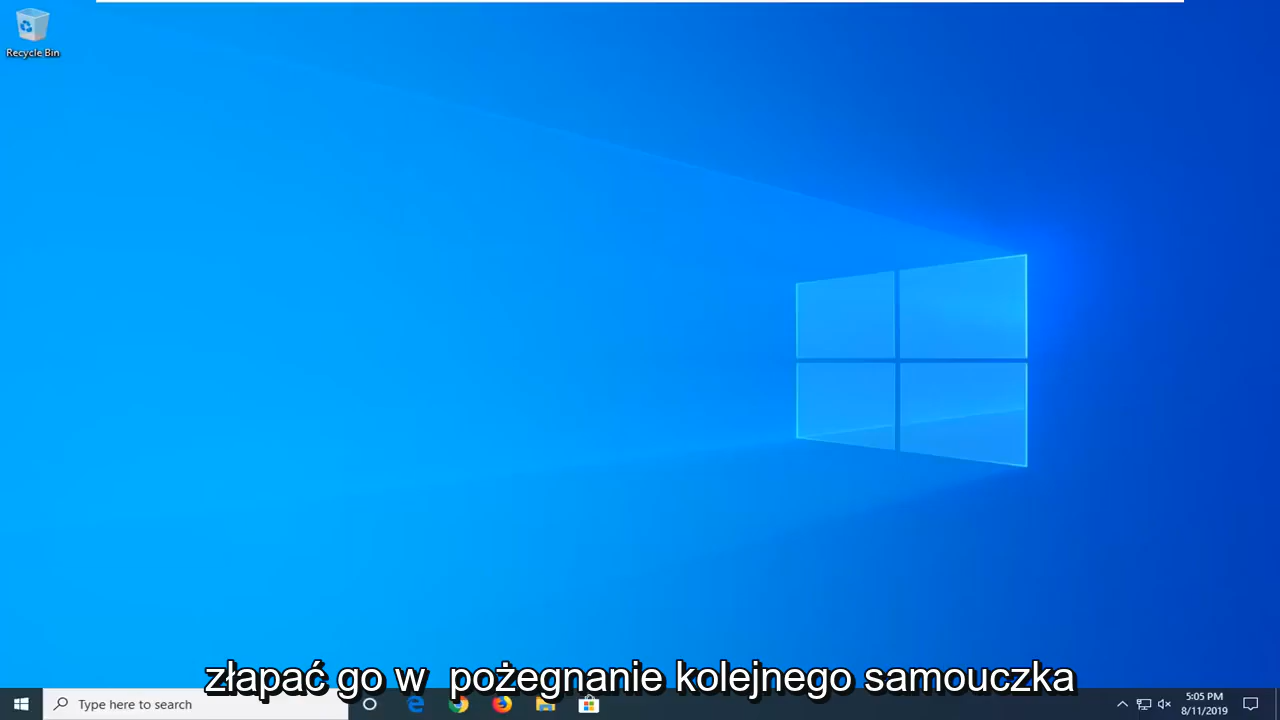 Recycle Bin
złapać go w pożegnanie kolejnego samouczka
Type here to search
5:05 PM
8/11/2019